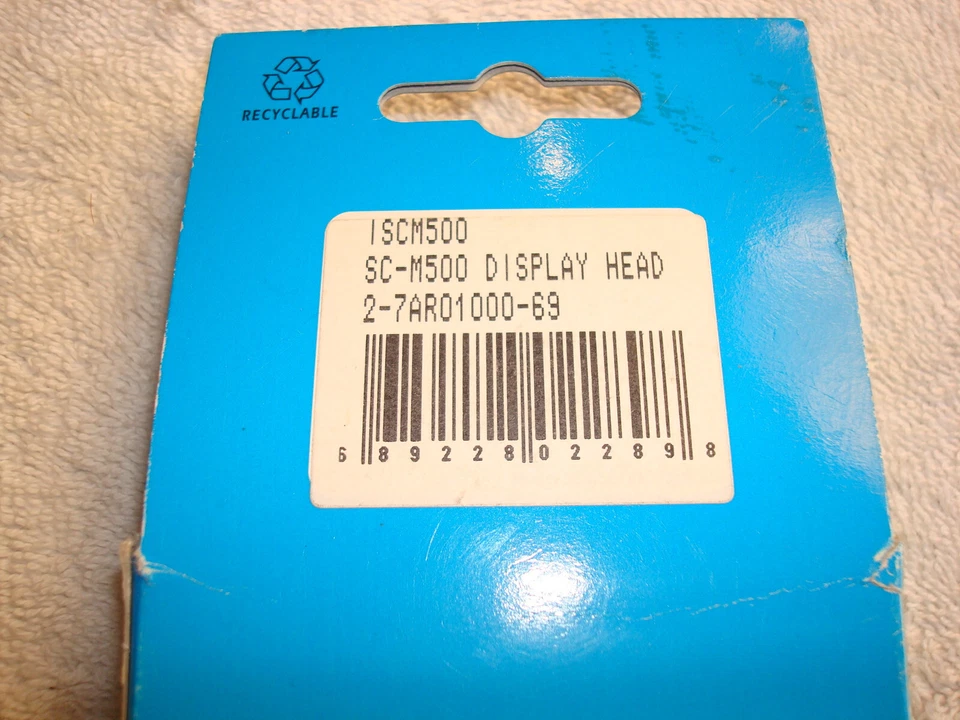 RECYCLABLE
ISCM500
SC-M500 DISPLAY HEAD
2-7AR01000-69
6 89228 02289 8